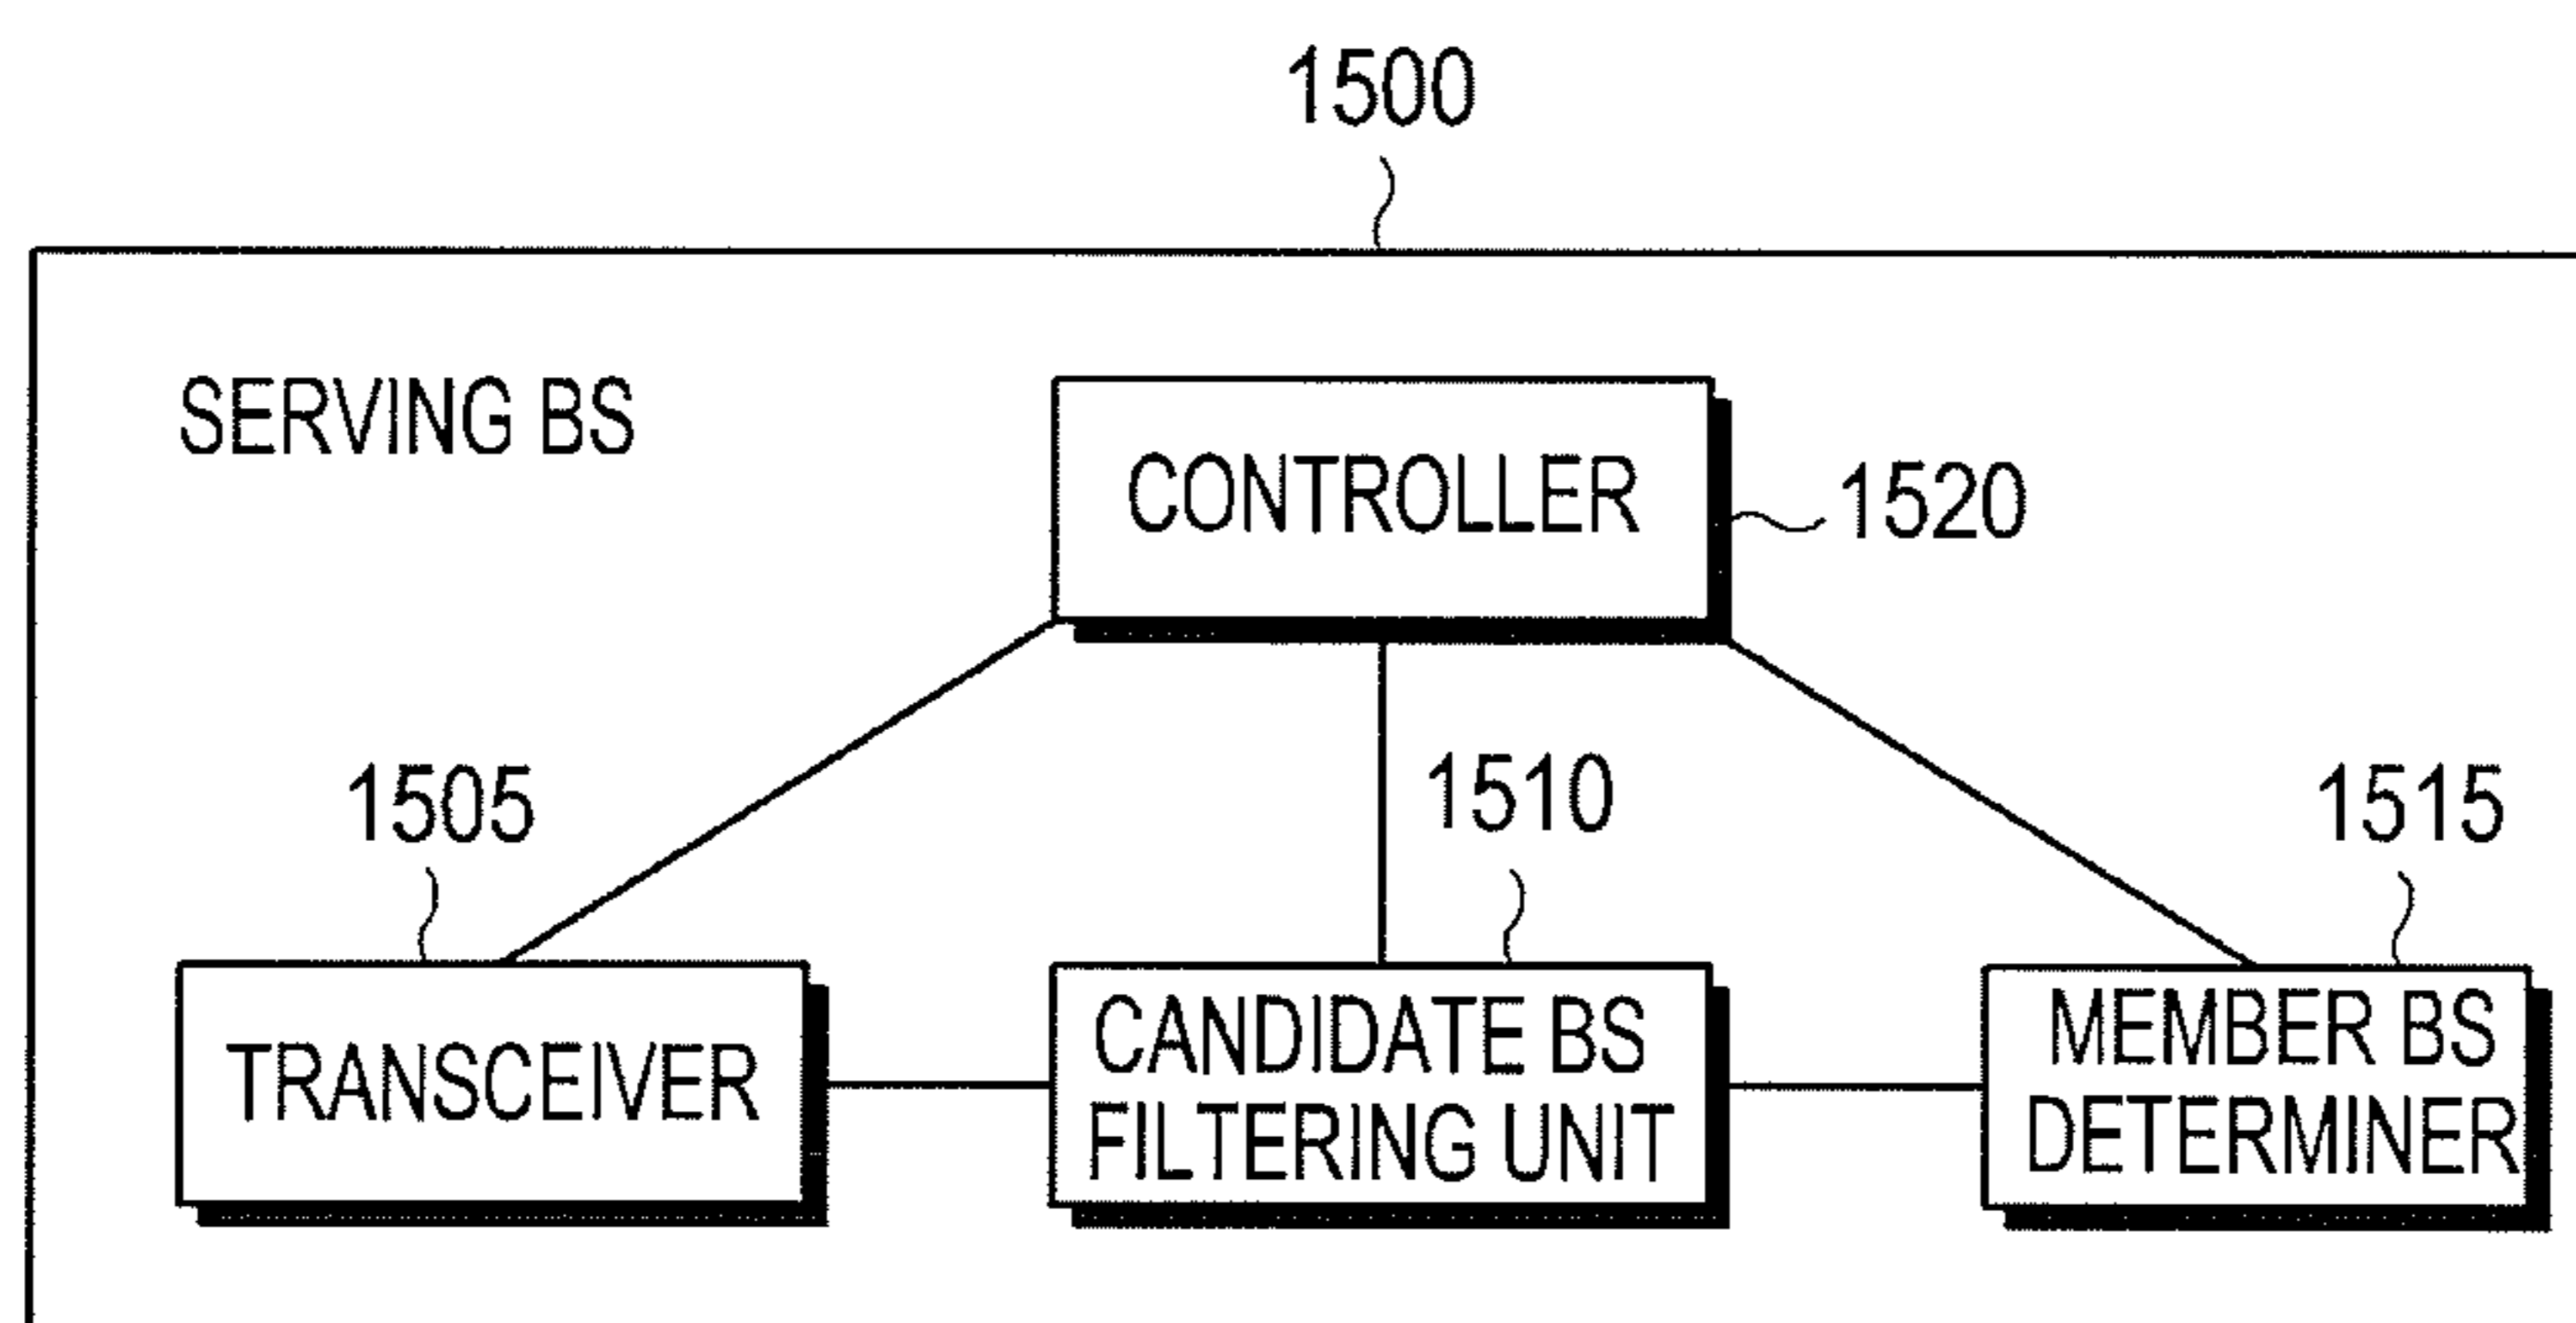 1500
SERVING BS
CONTROLLER
1520
1505
1510
1515
TRANSCEIVER
CANDIDATE BS
FILTERING UNIT
MEMBER BS
DETERMINER